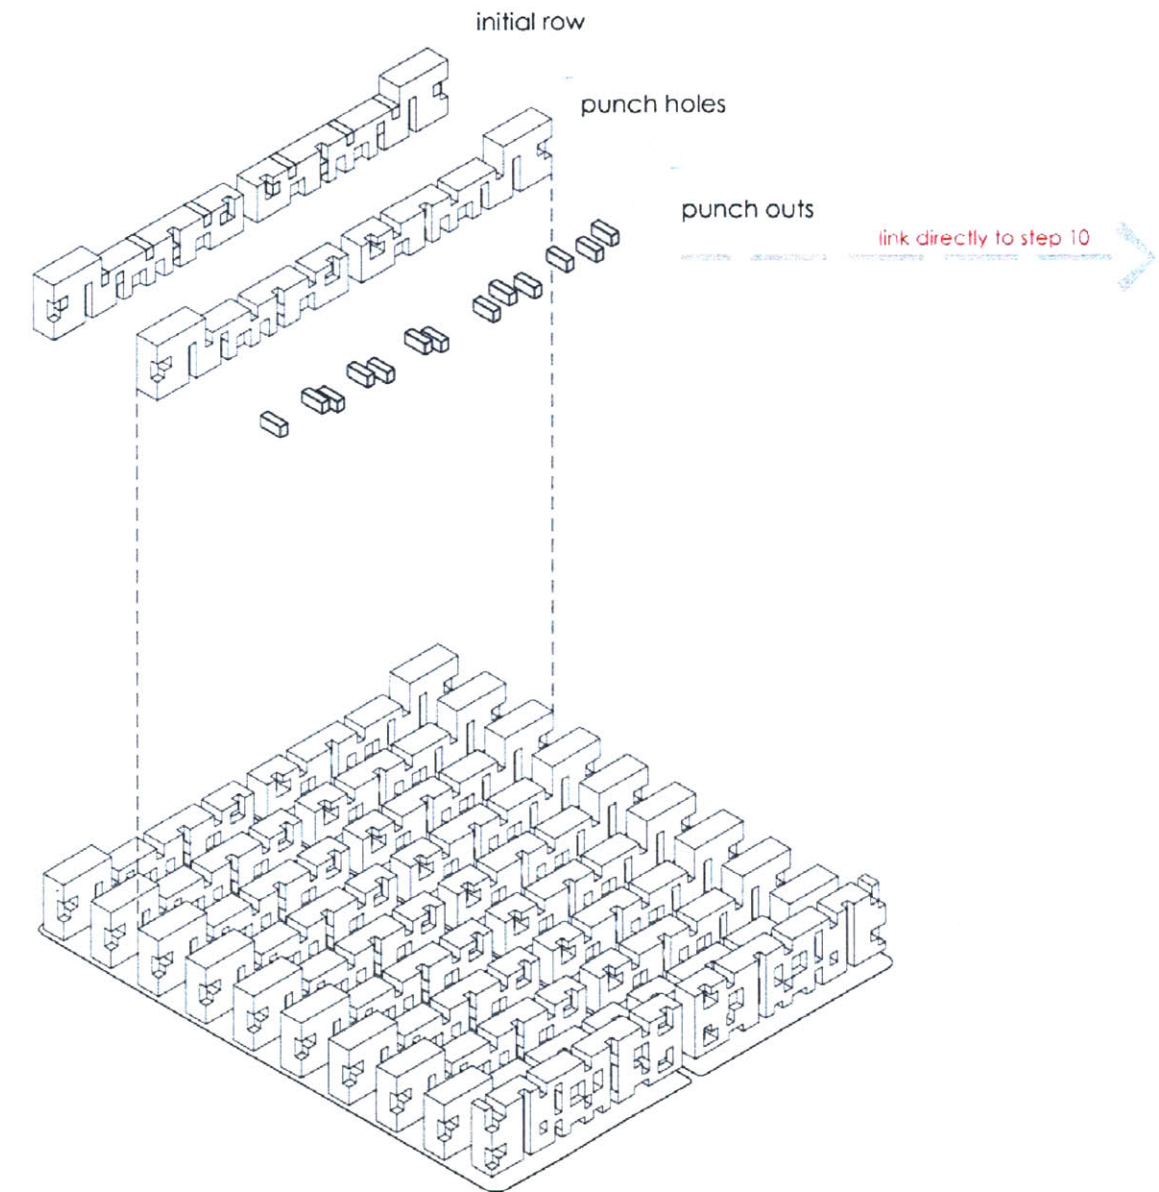 initial row
punch holes
punch outs
link directly to step 10